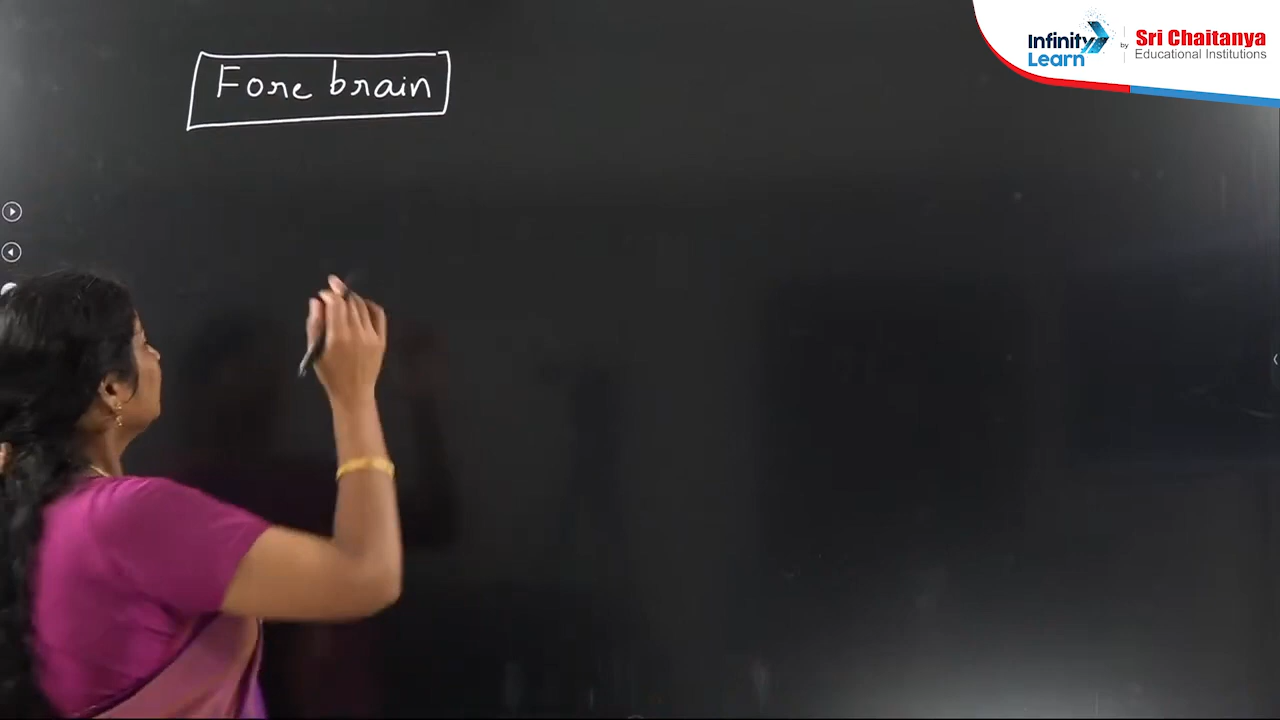 Fore brain
Infinity Learn
by
Sri Chaitanya
Educational Institutions